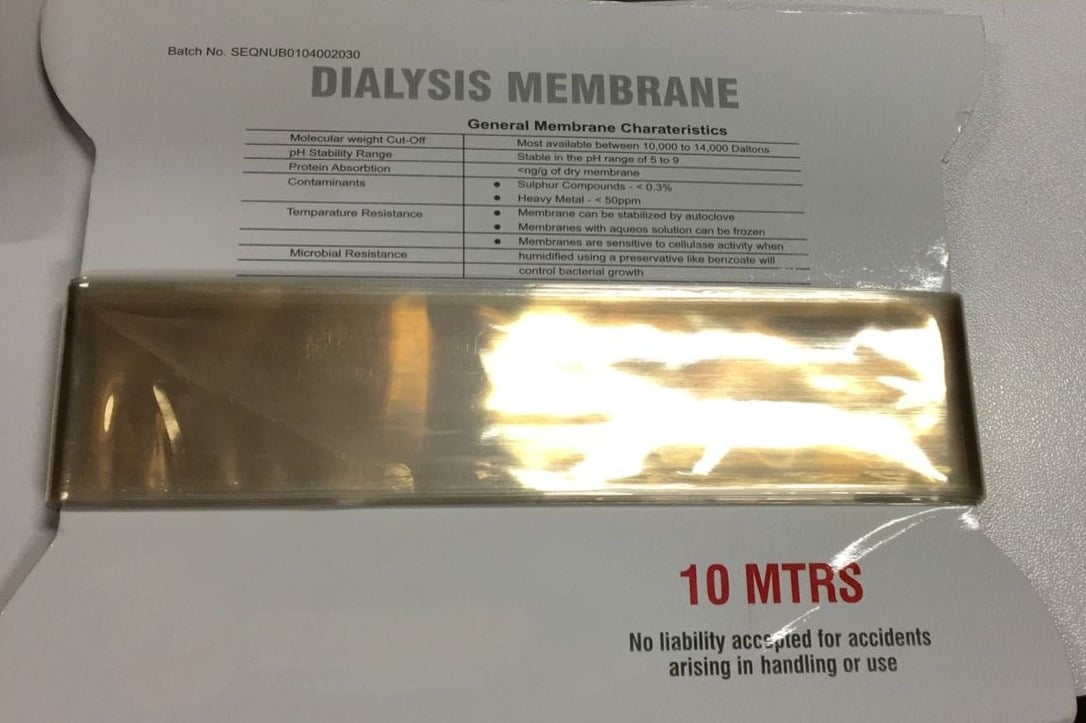 Batch No. SEQNUB0104002030
DIALYSIS MEMBRANE
General Membrane Charateristics
Molecular weight Cut-Off Most available between 10,000 to 14,000 Daltons
pH Stability Range Stable in the pH range of 5 to 9
Protein Absorbtion <ng/g of dry membrane
Contaminants • Sulphur Compounds - < 0.3%
• Heavy Metal - < 50ppm
Temparature Resistance • Membrane can be stabilized by autoclove
• Membranes with aqueos solution can be frozen
• Membranes are sensitive to cellulase activity when
Microbial Resistance humidified using a preservative like benzoate will
control bacterial growth
10 MTRS
No liability accepted for accidents
arising in handling or use